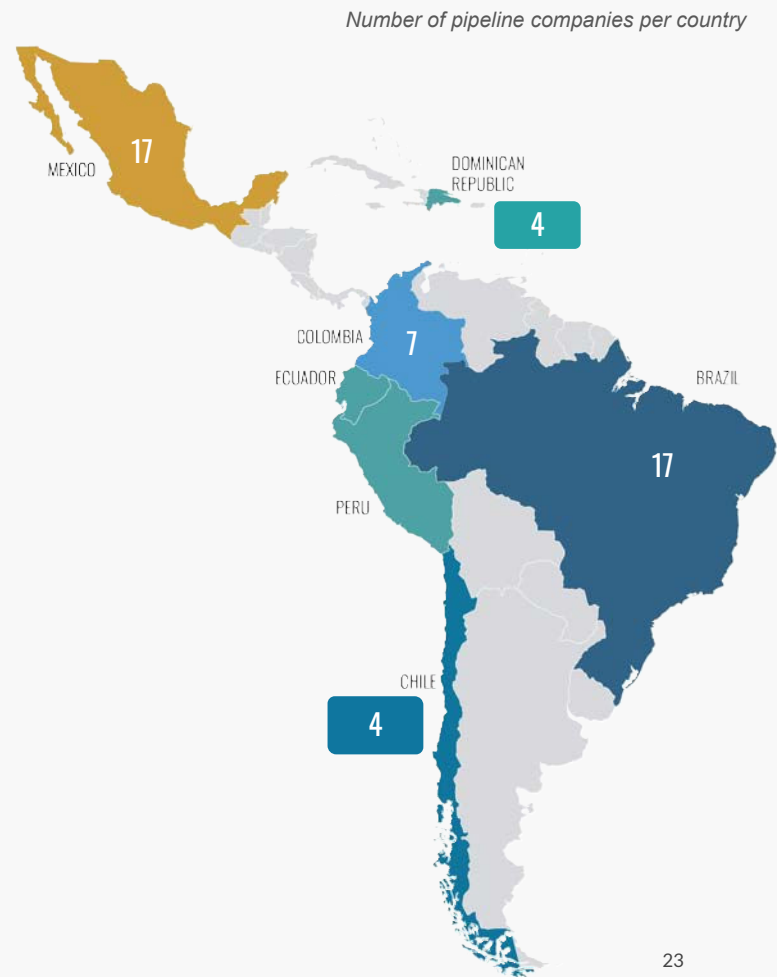 Number of pipeline companies per country
17
MEXICO
DOMINICAN
REPUBLIC
4
COLOMBIA
7
ECUADOR
BRAZIL
17
PERU
CHILE
4
23